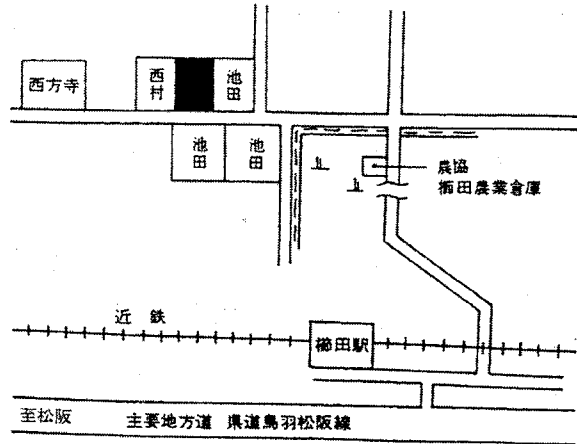 西方寺
西村
池田
池田
池田
農協
櫛田農業倉庫
近鉄
櫛田駅
至松阪
主要地方道 県道鳥羽松阪線